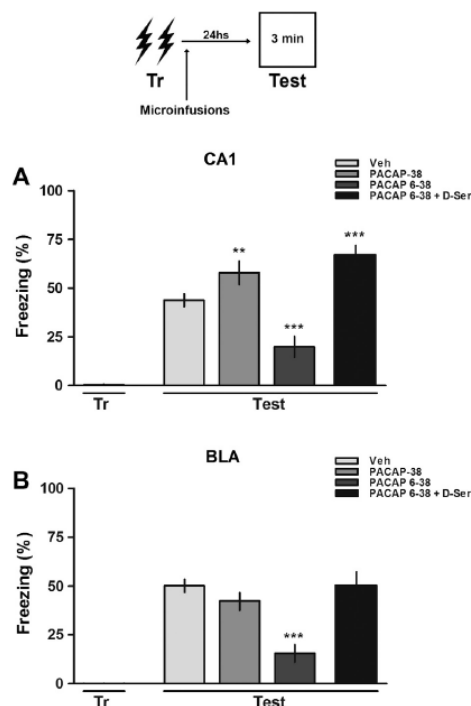 24hs
3 min
Tr
Test
Microinfusions
A
CA1
Veh
PACAP-38
PACAP 6-38
PACAP 6-38 + D-Ser
Freezing (%)
100
75
50
25
0
**
***
***
Tr
Test
B
BLA
Veh
PACAP-38
PACAP 6-38
PACAP 6-38 + D-Ser
Freezing (%)
100
75
50
25
0
***
Tr
Test